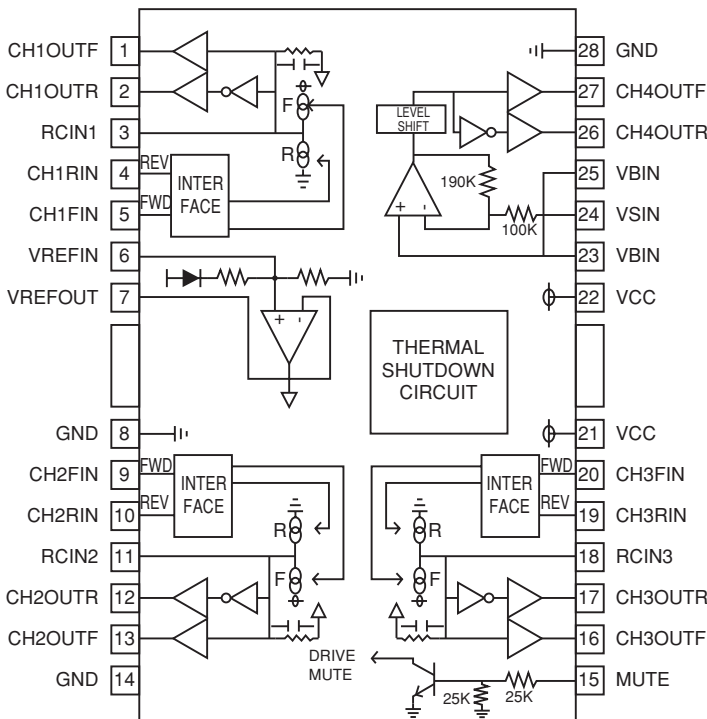 CH1OUTF 1
CH1OUTR 2
RCIN1 3
CH1RIN 4 REV
CH1FIN 5 FWD
INTER
FACE
F
R
VREFIN 6
VREFOUT 7
+ -
28 GND
27 CH4OUTF
26 CH4OUTR
25 VBIN
24 VSIN
23 VBIN
22 VCC
LEVEL
SHIFT
190K
100K
+ -
THERMAL
SHUTDOWN
CIRCUIT
GND 8
CH2FIN 9 FWD
CH2RIN 10 REV
INTER
FACE
R
F
RCIN2 11
CH2OUTR 12
CH2OUTF 13
GND 14
21 VCC
FWD 20 CH3FIN
REV 19 CH3RIN
INTER
FACE
R
F
18 RCIN3
17 CH3OUTR
16 CH3OUTF
15 MUTE
DRIVE
MUTE
25K
25K